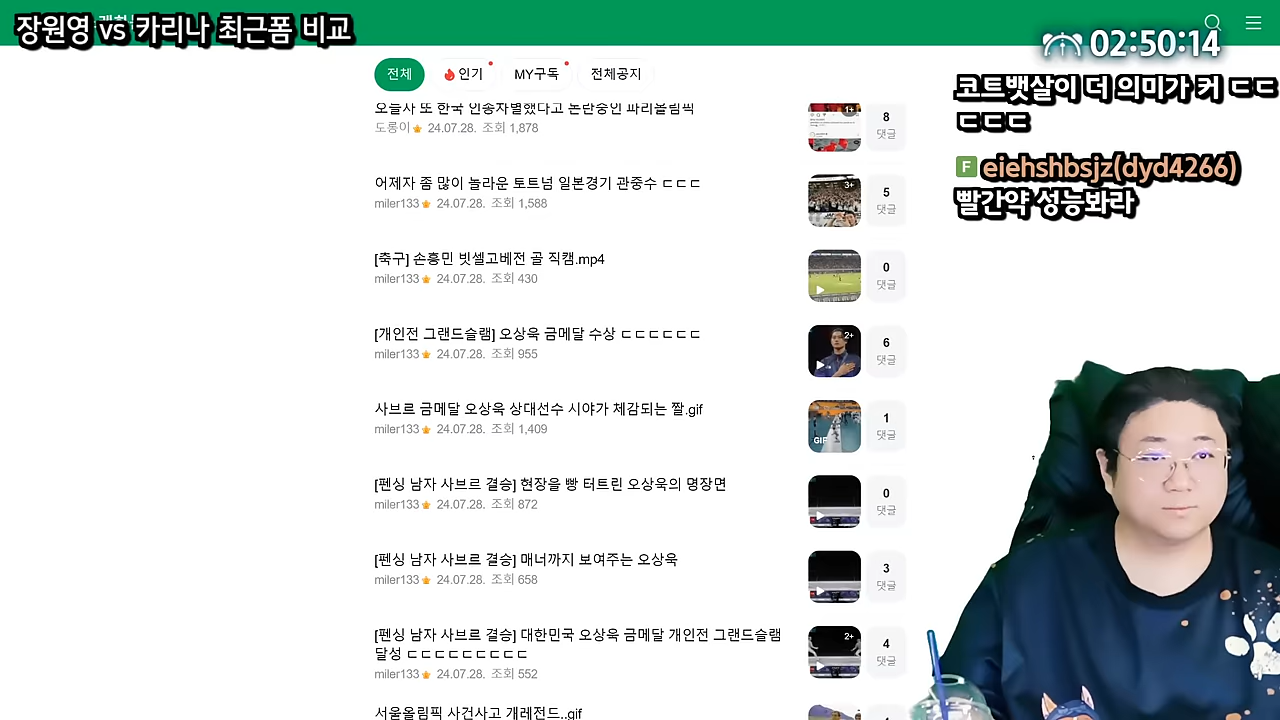 장원영 vs 카리나 최근폼 비교
02:50:14
코트뱃살이 더 의미가 커 ㄷㄷ
ㄷㄷㄷ
F eiehshbsjz(dyd4266)
빨간약 성능봐라
전체 인기 MY구독 전체공지
오늘자 또 한국 인종차별했다고 논란중인 파리올림픽
도롱이 24.07.28. 조회 1,878
1+
3
댓글
어제자 좀 많이 놀라운 토트넘 일본경기 관중수 ㄷㄷㄷ
miler133 24.07.28. 조회 1,588
3+
5
댓글
[축구] 손흥민 빗셀고베전 골 직캠.mp4
miler133 24.07.28. 조회 430
0
댓글
[개인전 그랜드슬램] 오상욱 금메달 수상 ㄷㄷㄷㄷㄷㄷ
miler133 24.07.28. 조회 955
2+
6
댓글
사브르 금메달 오상욱 상대선수 시야가 체감되는 짤.gif
miler133 24.07.28. 조회 1,409
GIF
1
댓글
[펜싱 남자 사브르 결승] 현장을 빵 터트린 오상욱의 명장면
miler133 24.07.28. 조회 872
0
댓글
[펜싱 남자 사브르 결승] 매너까지 보여주는 오상욱
miler133 24.07.28. 조회 658
3
댓글
[펜싱 남자 사브르 결승] 대한민국 오상욱 금메달 개인전 그랜드슬램
달성 ㄷㄷㄷㄷㄷㄷㄷㄷㄷ
miler133 24.07.28. 조회 552
2+
4
댓글
서울올림픽 사건사고 개레전드..gif